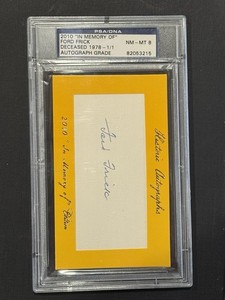 PSA/DNA
2010 "IN MEMORY OF"
FORD FRICK
DECEASED 1978 - 1/1
AUTOGRAPH GRADE
NM - MT 8
82053215
Historic Autographs
Ford Frick
2010 "In Memory of" Edition